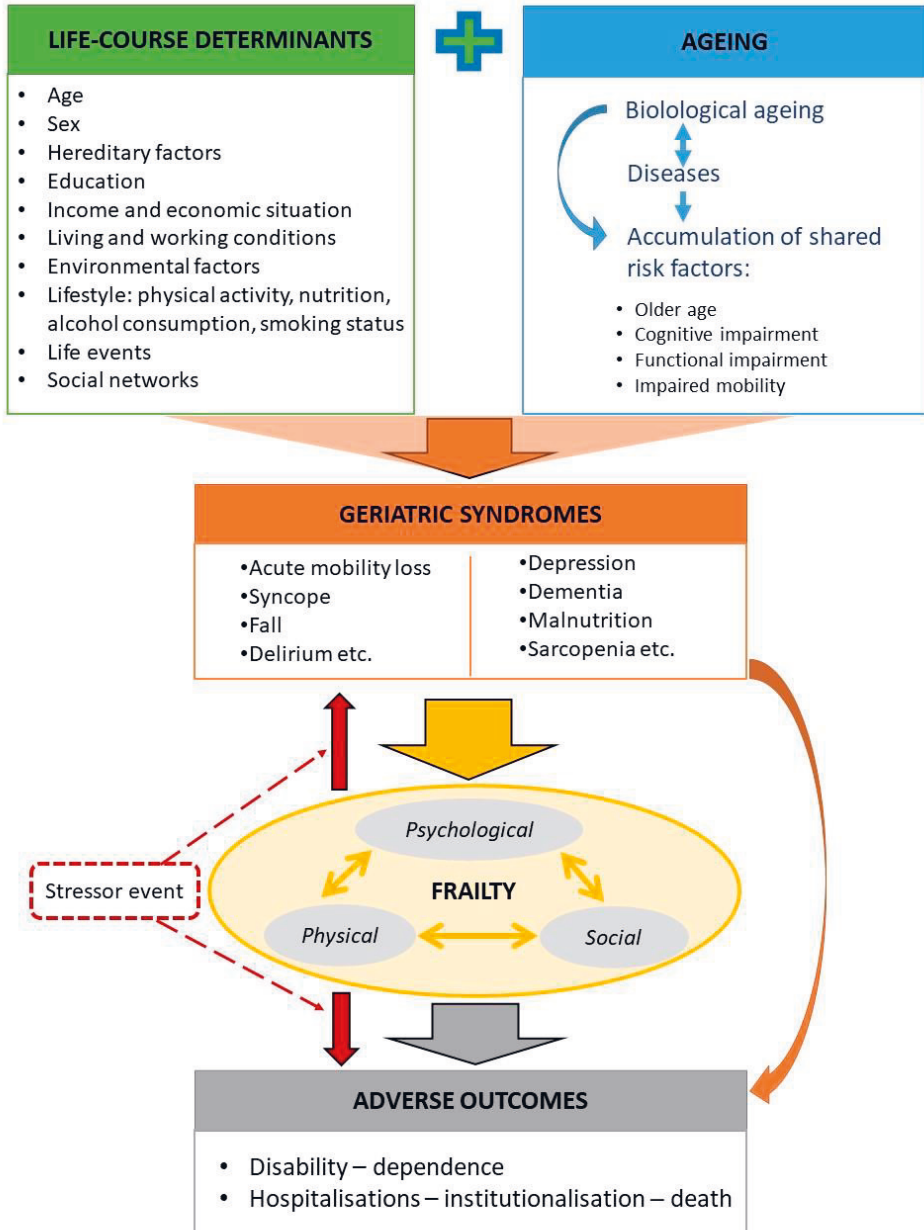 LIFE-COURSE DETERMINANTS
• Age
• Sex
• Hereditary factors
• Education
• Income and economic situation
• Living and working conditions
• Environmental factors
• Lifestyle: physical activity, nutrition,
alcohol consumption, smoking status
• Life events
• Social networks
AGEING
Biolological ageing
Diseases
Accumulation of shared
risk factors:
• Older age
• Cognitive impairment
• Functional impairment
• Impaired mobility
GERIATRIC SYNDROMES
•Acute mobility loss
•Syncope
•Fall
•Delirium etc.
•Depression
•Dementia
•Malnutrition
•Sarcopenia etc.
Stressor event
Psychological
FRAILTY
Physical
Social
ADVERSE OUTCOMES
• Disability – dependence
• Hospitalisations – institutionalisation – death